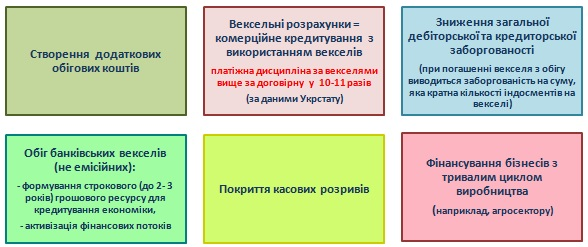 Створення додаткових
обігових коштів
Вексельні розрахунки =
комерційне кредитування з
використанням векселів
платіжна дисципліна за векселями
вище за договірну у 10-11 разів
(за даними Укрстату)
Зниження загальної
дебіторської та кредиторської
заборгованості
(при погашенні векселя з обігу
виводиться заборгованість на суму,
яка кратна кількості індосментів на
векселі)
Обіг банківських векселів
(не емісійних):
- формування строкового (до 2- 3
років) грошового ресурсу для
кредитування економіки,
- активізація фінансових потоків
Покриття касових розривів
Фінансування бізнесів з
тривалим циклом
виробництва
(наприклад, агросектору)